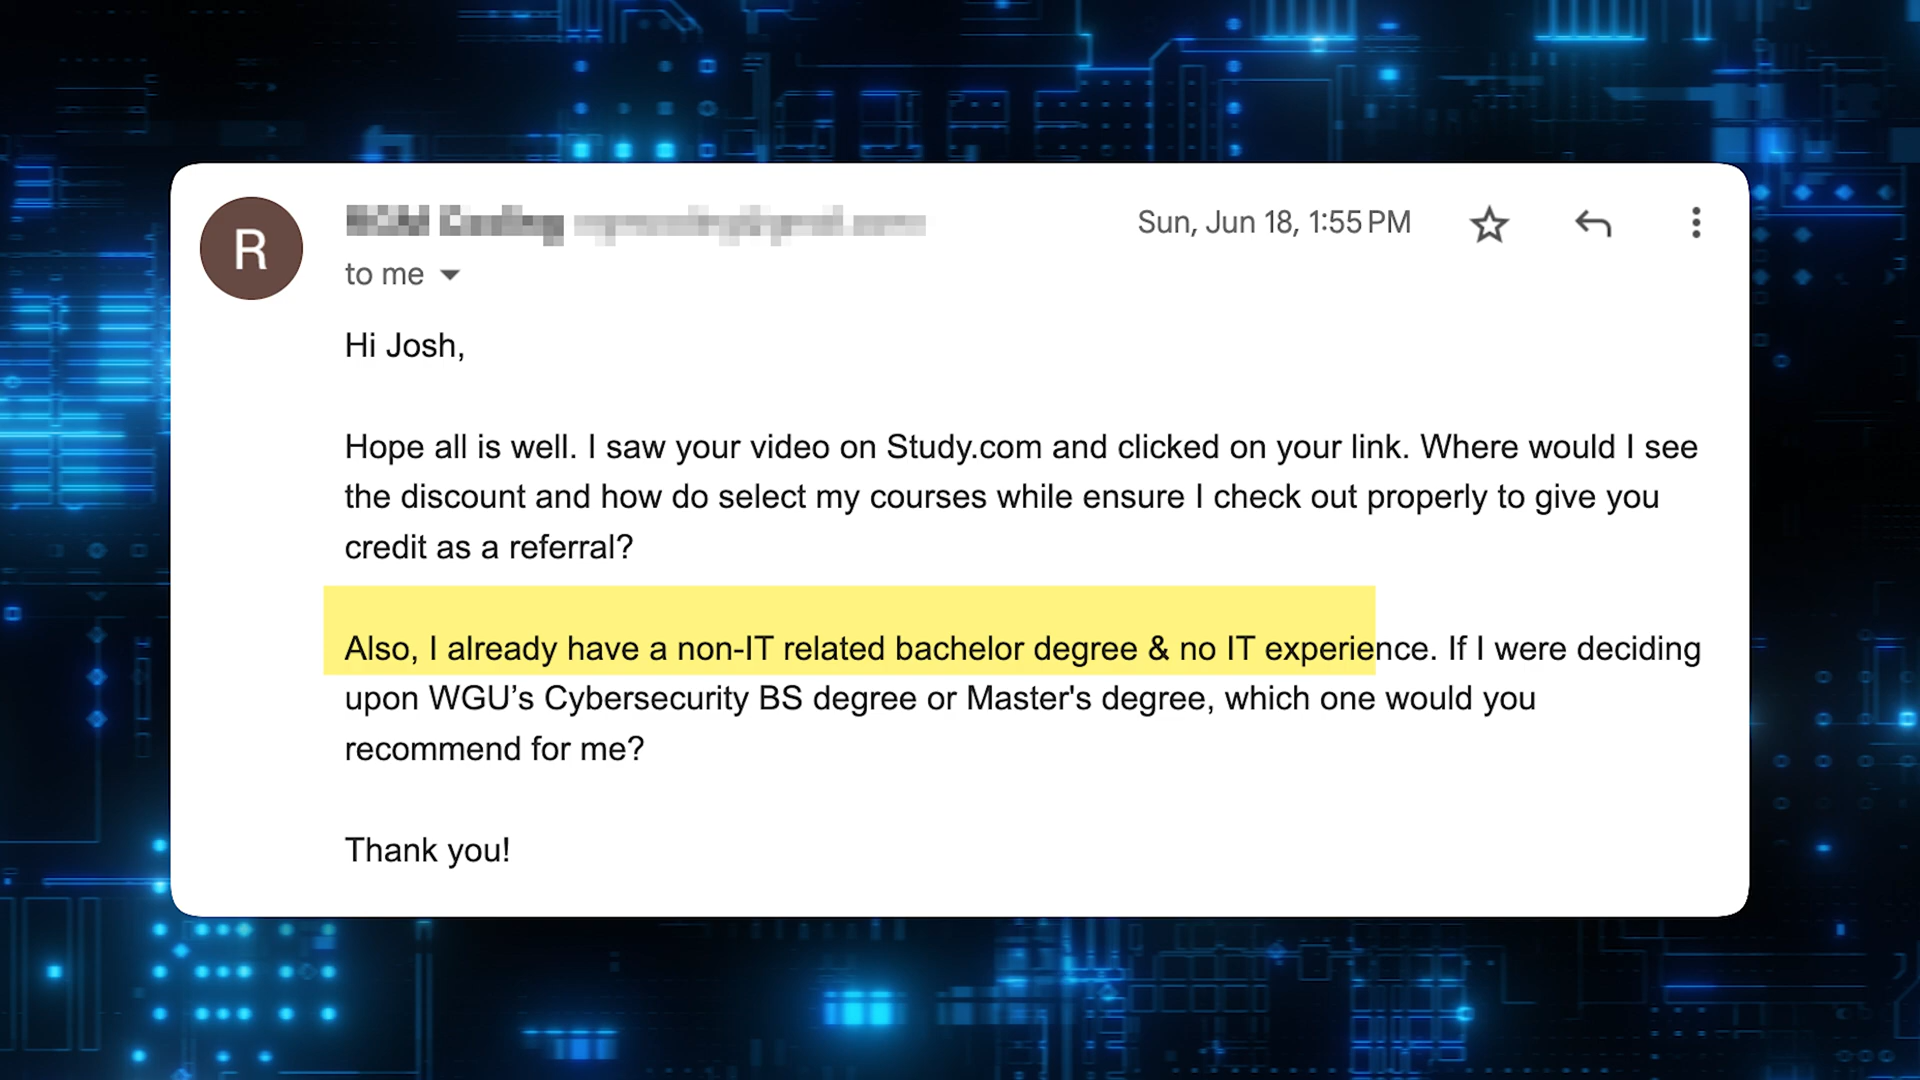 R
Sun, Jun 18, 1:55 PM
to me
Hi Josh,
Hope all is well. I saw your video on Study.com and clicked on your link. Where would I see
the discount and how do select my courses while ensure I check out properly to give you
credit as a referral?
Also, I already have a non-IT related bachelor degree & no IT experience. If I were deciding
upon WGU’s Cybersecurity BS degree or Master's degree, which one would you
recommend for me?
Thank you!